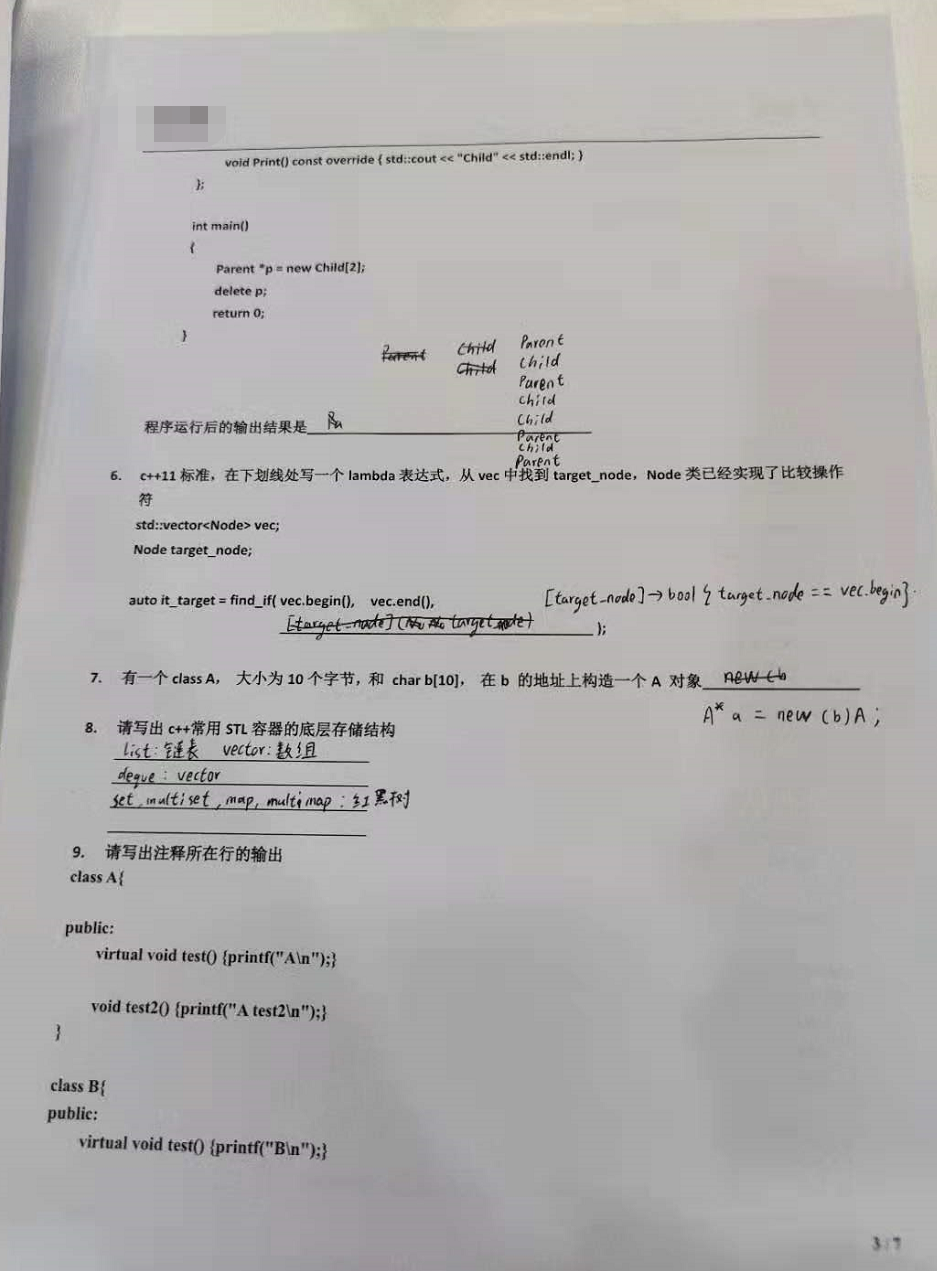 void Print() const override { std::cout << "Child" << std::endl; }
};
int main()
{
Parent *p = new Child[2];
delete p;
return 0;
}
Parent Child Parent
Child Child
Parent
Child
程序运行后的输出结果是 Pa Child
Parent
Child
Parent
6. c++11 标准，在下划线处写一个 lambda 表达式，从 vec 中找到 target_node，Node 类已经实现了比较操作
符
std::vector<Node> vec;
Node target_node;
auto it_target = find_if( vec.begin(), vec.end(), [target_node]→bool { target_node == vec.begin}.
[target_node] target node) );
7. 有一个 class A， 大小为 10 个字节，和 char b[10]， 在 b 的地址上构造一个 A 对象 new (b
A* a = new (b)A;
8. 请写出 c++常用 STL 容器的底层存储结构
list: 链表 vector: 数组
deque : vector
set, multiset, map, multimap : 红黑树
9. 请写出注释所在行的输出
class A{
public:
virtual void test() {printf("A\n");}
void test2() {printf("A test2\n");}
}
class B{
public:
virtual void test() {printf("B\n");}
3 / 7